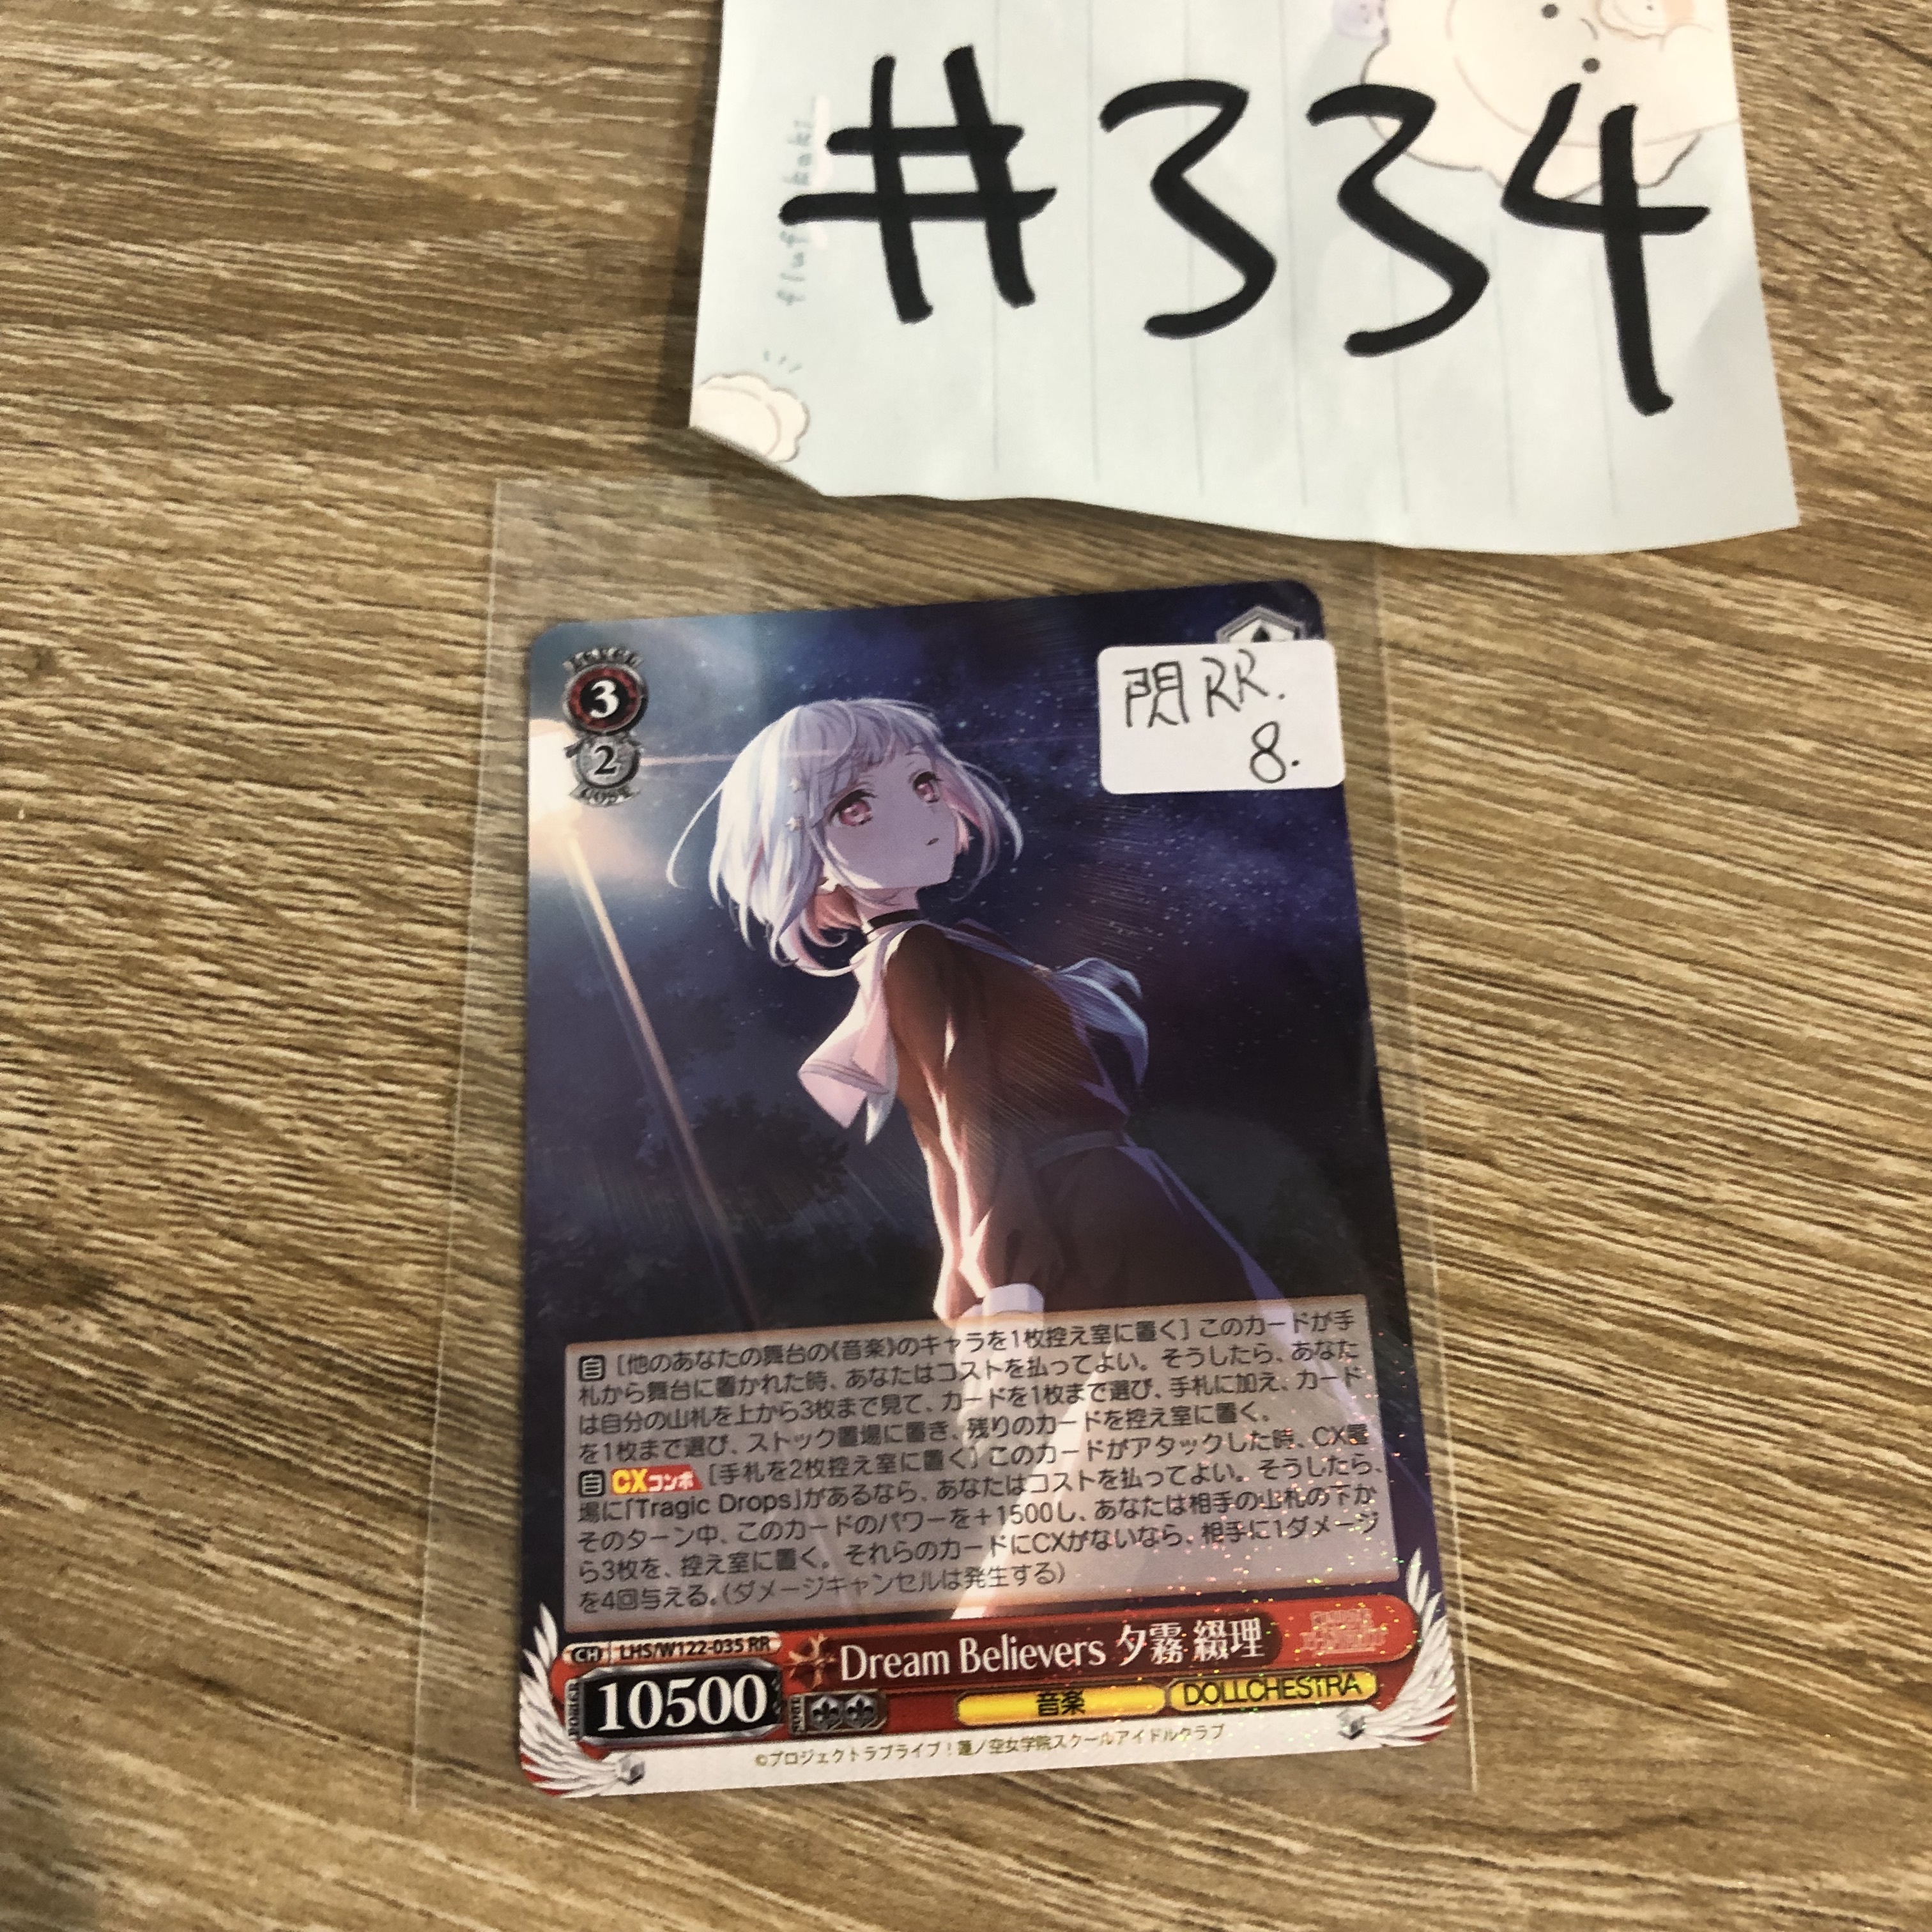 #334
LEVEL
3
2
COST
閃RR.
8.
自［他のあなたの舞台の《音楽》のキャラを1枚控え室に置く］このカードが手
札から舞台に置かれた時、あなたはコストを払ってよい。そうしたら、あなた
は自分の山札を上から3枚まで見て、カードを1枚まで選び、手札に加え、カード
を1枚まで選び、ストック置場に置き、残りのカードを控え室に置く。
自 CXコンボ［手札を2枚控え室に置く］このカードがアタックした時、CX置
場に「Tragic Drops」があるなら、あなたはコストを払ってよい。そうしたら、
そのターン中、このカードのパワーを＋1500し、あなたは相手の山札の下か
ら3枚を、控え室に置く。それらのカードにCXがないなら、相手に1ダメージ
を4回与える。（ダメージキャンセルは発生する）
CH LHS/W122-035 RR
Dream Believers 夕霧 綴理
POWER 10500 SOUL 音楽 DOLLCHESTRA
©プロジェクトラブライブ！蓮ノ空女学院スクールアイドルクラブ